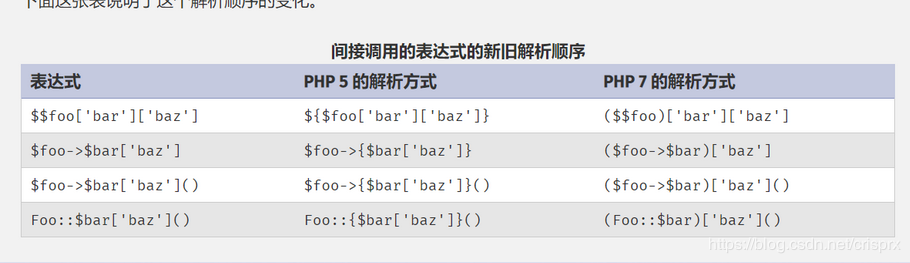 下面这张表说明了这个解析顺序的变化。
间接调用的表达式的新旧解析顺序
表达式 PHP 5 的解析方式 PHP 7 的解析方式
$$foo['bar']['baz'] ${$foo['bar']['baz']} ($$foo)['bar']['baz']
$foo->$bar['baz'] $foo->{$bar['baz']} ($foo->$bar)['baz']
$foo->$bar['baz']() $foo->{$bar['baz']}() ($foo->$bar)['baz']()
Foo::$bar['baz']() Foo::{$bar['baz']}() (Foo::$bar)['baz']()
https://blog.csdn.net/crisprx